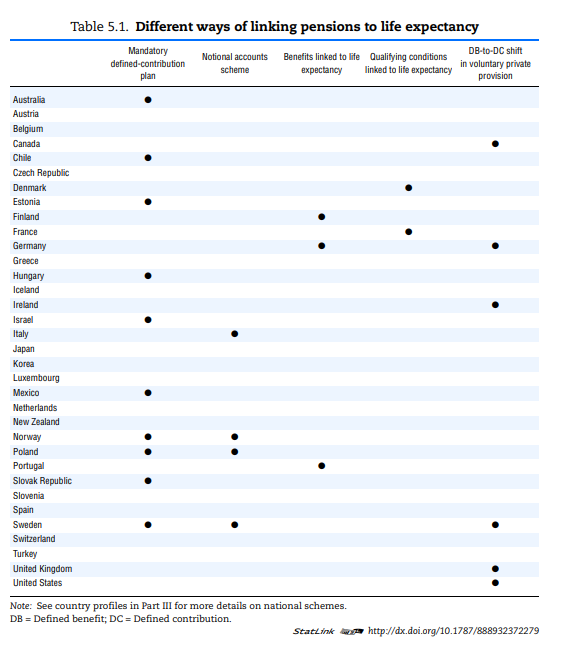 Table 5.1. Different ways of linking pensions to life expectancy
Mandatory defined-contribution plan
Notional accounts scheme
Benefits linked to life expectancy
Qualifying conditions linked to life expectancy
DB-to-DC shift in voluntary private provision
Australia ●
Austria
Belgium
Canada ●
Chile ●
Czech Republic
Denmark ●
Estonia ●
Finland ●
France ●
Germany ● ●
Greece
Hungary ●
Iceland
Ireland ●
Israel ●
Italy ●
Japan
Korea
Luxembourg
Mexico ●
Netherlands
New Zealand
Norway ● ●
Poland ● ●
Portugal ●
Slovak Republic ●
Slovenia
Spain
Sweden ● ● ●
Switzerland
Turkey
United Kingdom ●
United States ●
Note: See country profiles in Part III for more details on national schemes.
DB = Defined benefit; DC = Defined contribution.
StatLink http://dx.doi.org/10.1787/888932372279